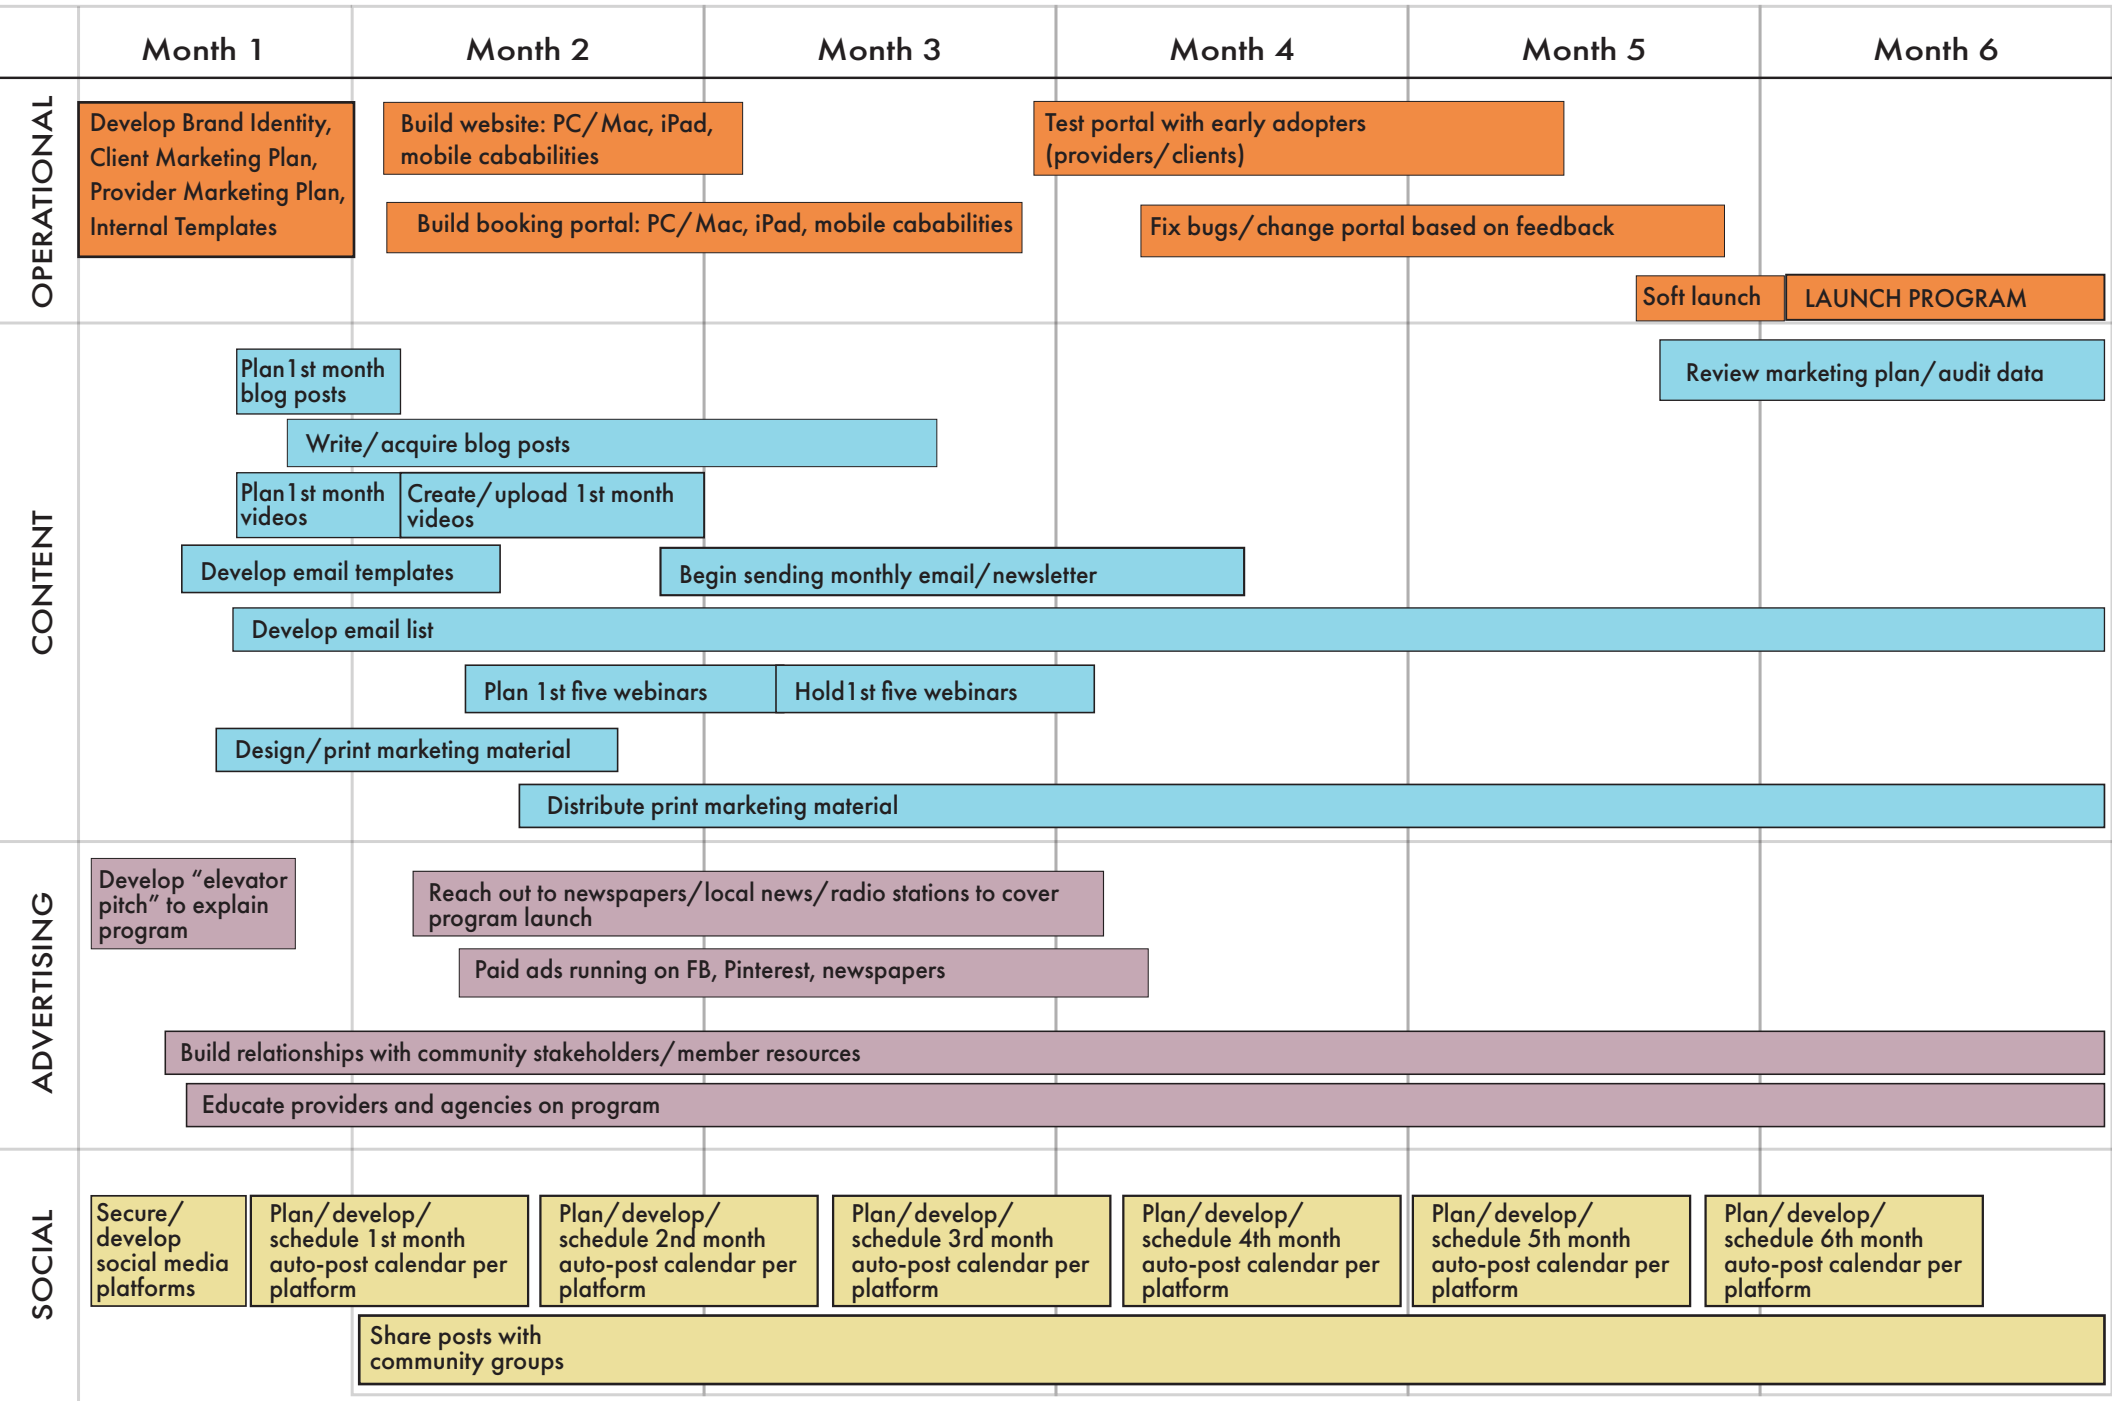 Month 1
Month 2
Month 3
Month 4
Month 5
Month 6
OPERATIONAL
Develop Brand Identity,
Client Marketing Plan,
Provider Marketing Plan,
Internal Templates
Build website: PC/Mac, iPad,
mobile cababilities
Build booking portal: PC/Mac, iPad, mobile cababilities
Test portal with early adopters
(providers/clients)
Fix bugs/change portal based on feedback
Soft launch
LAUNCH PROGRAM
CONTENT
Plan1st month
blog posts
Review marketing plan/audit data
Write/acquire blog posts
Plan1st month
videos
Create/upload 1st month
videos
Develop email templates
Begin sending monthly email/newsletter
Develop email list
Plan 1st five webinars
Hold1st five webinars
Design/print marketing material
Distribute print marketing material
ADVERTISING
Develop “elevator
pitch” to explain
program
Reach out to newspapers/local news/radio stations to cover
program launch
Paid ads running on FB, Pinterest, newspapers
Build relationships with community stakeholders/member resources
Educate providers and agencies on program
SOCIAL
Secure/
develop
social media
platforms
Plan/develop/
schedule 1st month
auto-post calendar per
platform
Plan/develop/
schedule 2nd month
auto-post calendar per
platform
Plan/develop/
schedule 3rd month
auto-post calendar per
platform
Plan/develop/
schedule 4th month
auto-post calendar per
platform
Plan/develop/
schedule 5th month
auto-post calendar per
platform
Plan/develop/
schedule 6th month
auto-post calendar per
platform
Share posts with
community groups